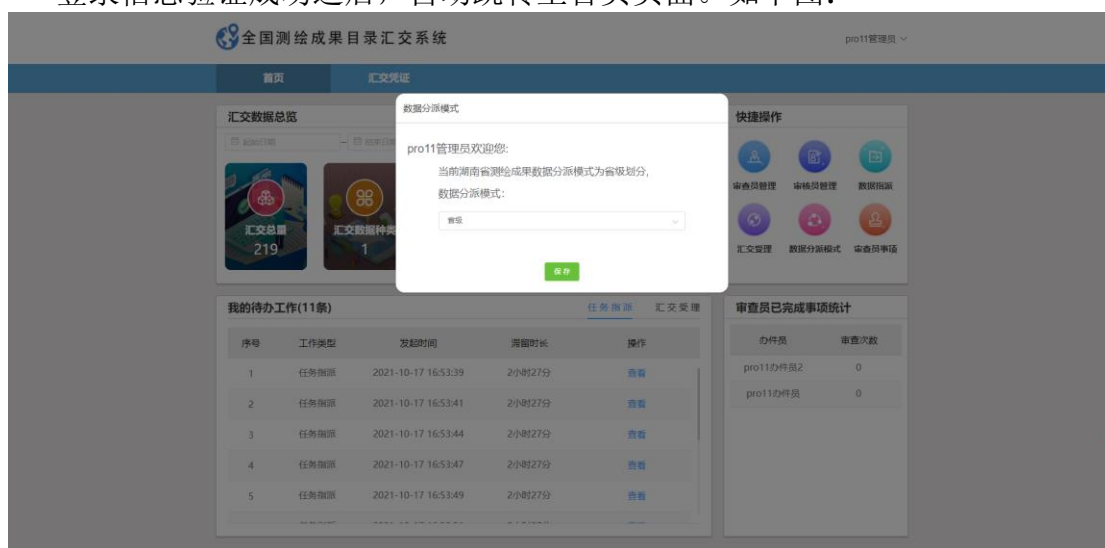 登录信息验证成功之后，自动跳转至首页页面。如下图：
全国测绘成果目录汇交系统
pro11管理员
首页
汇交凭证
汇交数据总览
起始日期 — 结束日期
汇交总量
219
汇交数据种类
1
数据分派模式
pro11管理员欢迎您:
当前湖南省测绘成果数据分派模式为省级划分,
数据分派模式:
省级
保存
快捷操作
审查员管理 审核员管理 数据指派
汇交受理 数据分派模式 审查员事项
我的待办工作(11条)
任务指派 汇交受理
序号 工作类型 发起时间 滞留时长 操作
1 任务指派 2021-10-17 16:53:39 2小时27分 查看
2 任务指派 2021-10-17 16:53:41 2小时27分 查看
3 任务指派 2021-10-17 16:53:44 2小时27分 查看
4 任务指派 2021-10-17 16:53:47 2小时27分 查看
5 任务指派 2021-10-17 16:53:49 2小时27分 查看
审查员已完成事项统计
办件员 审查次数
pro11办件员2 0
pro11办件员 0